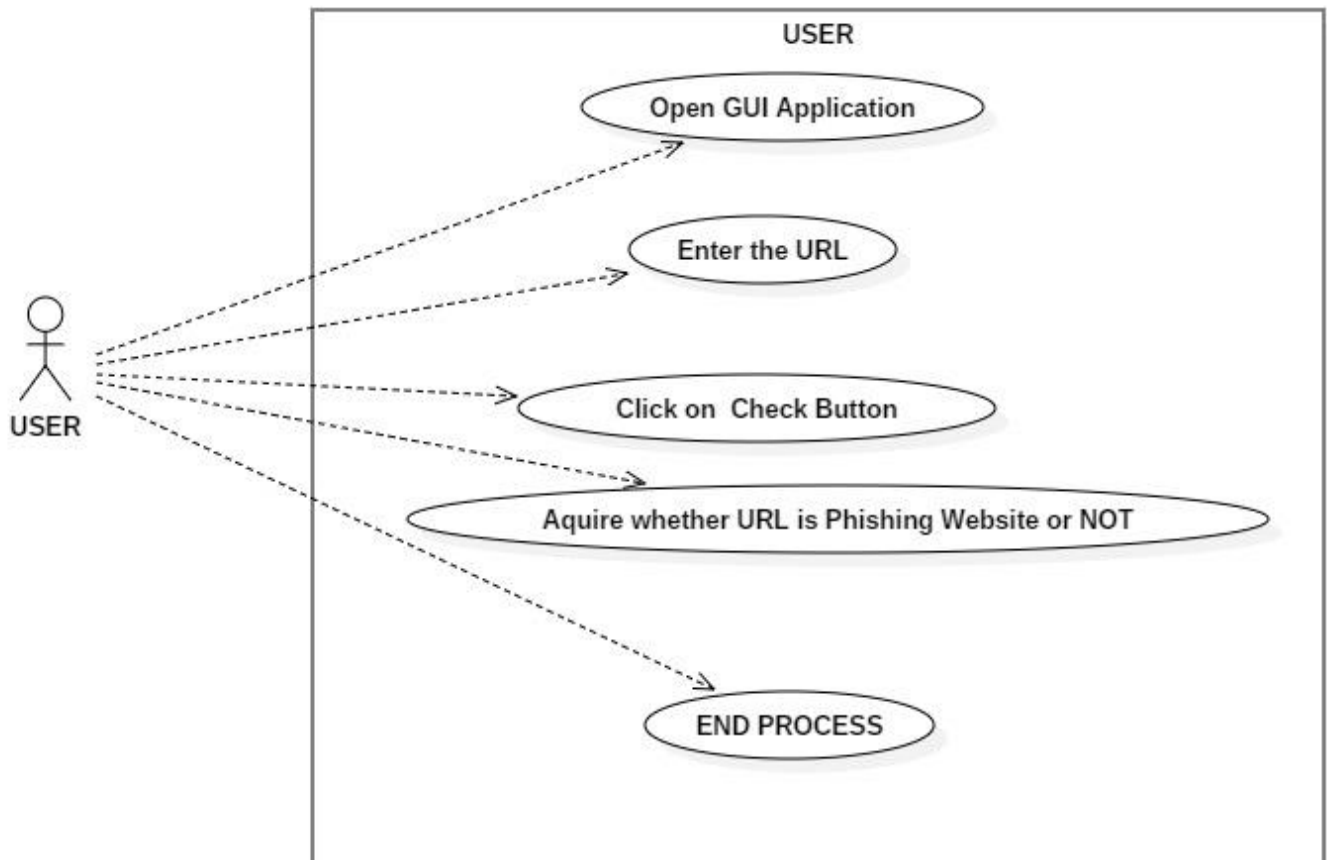 USER
Open GUI Application
Enter the URL
USER
Click on Check Button
Aquire whether URL is Phishing Website or NOT
END PROCESS